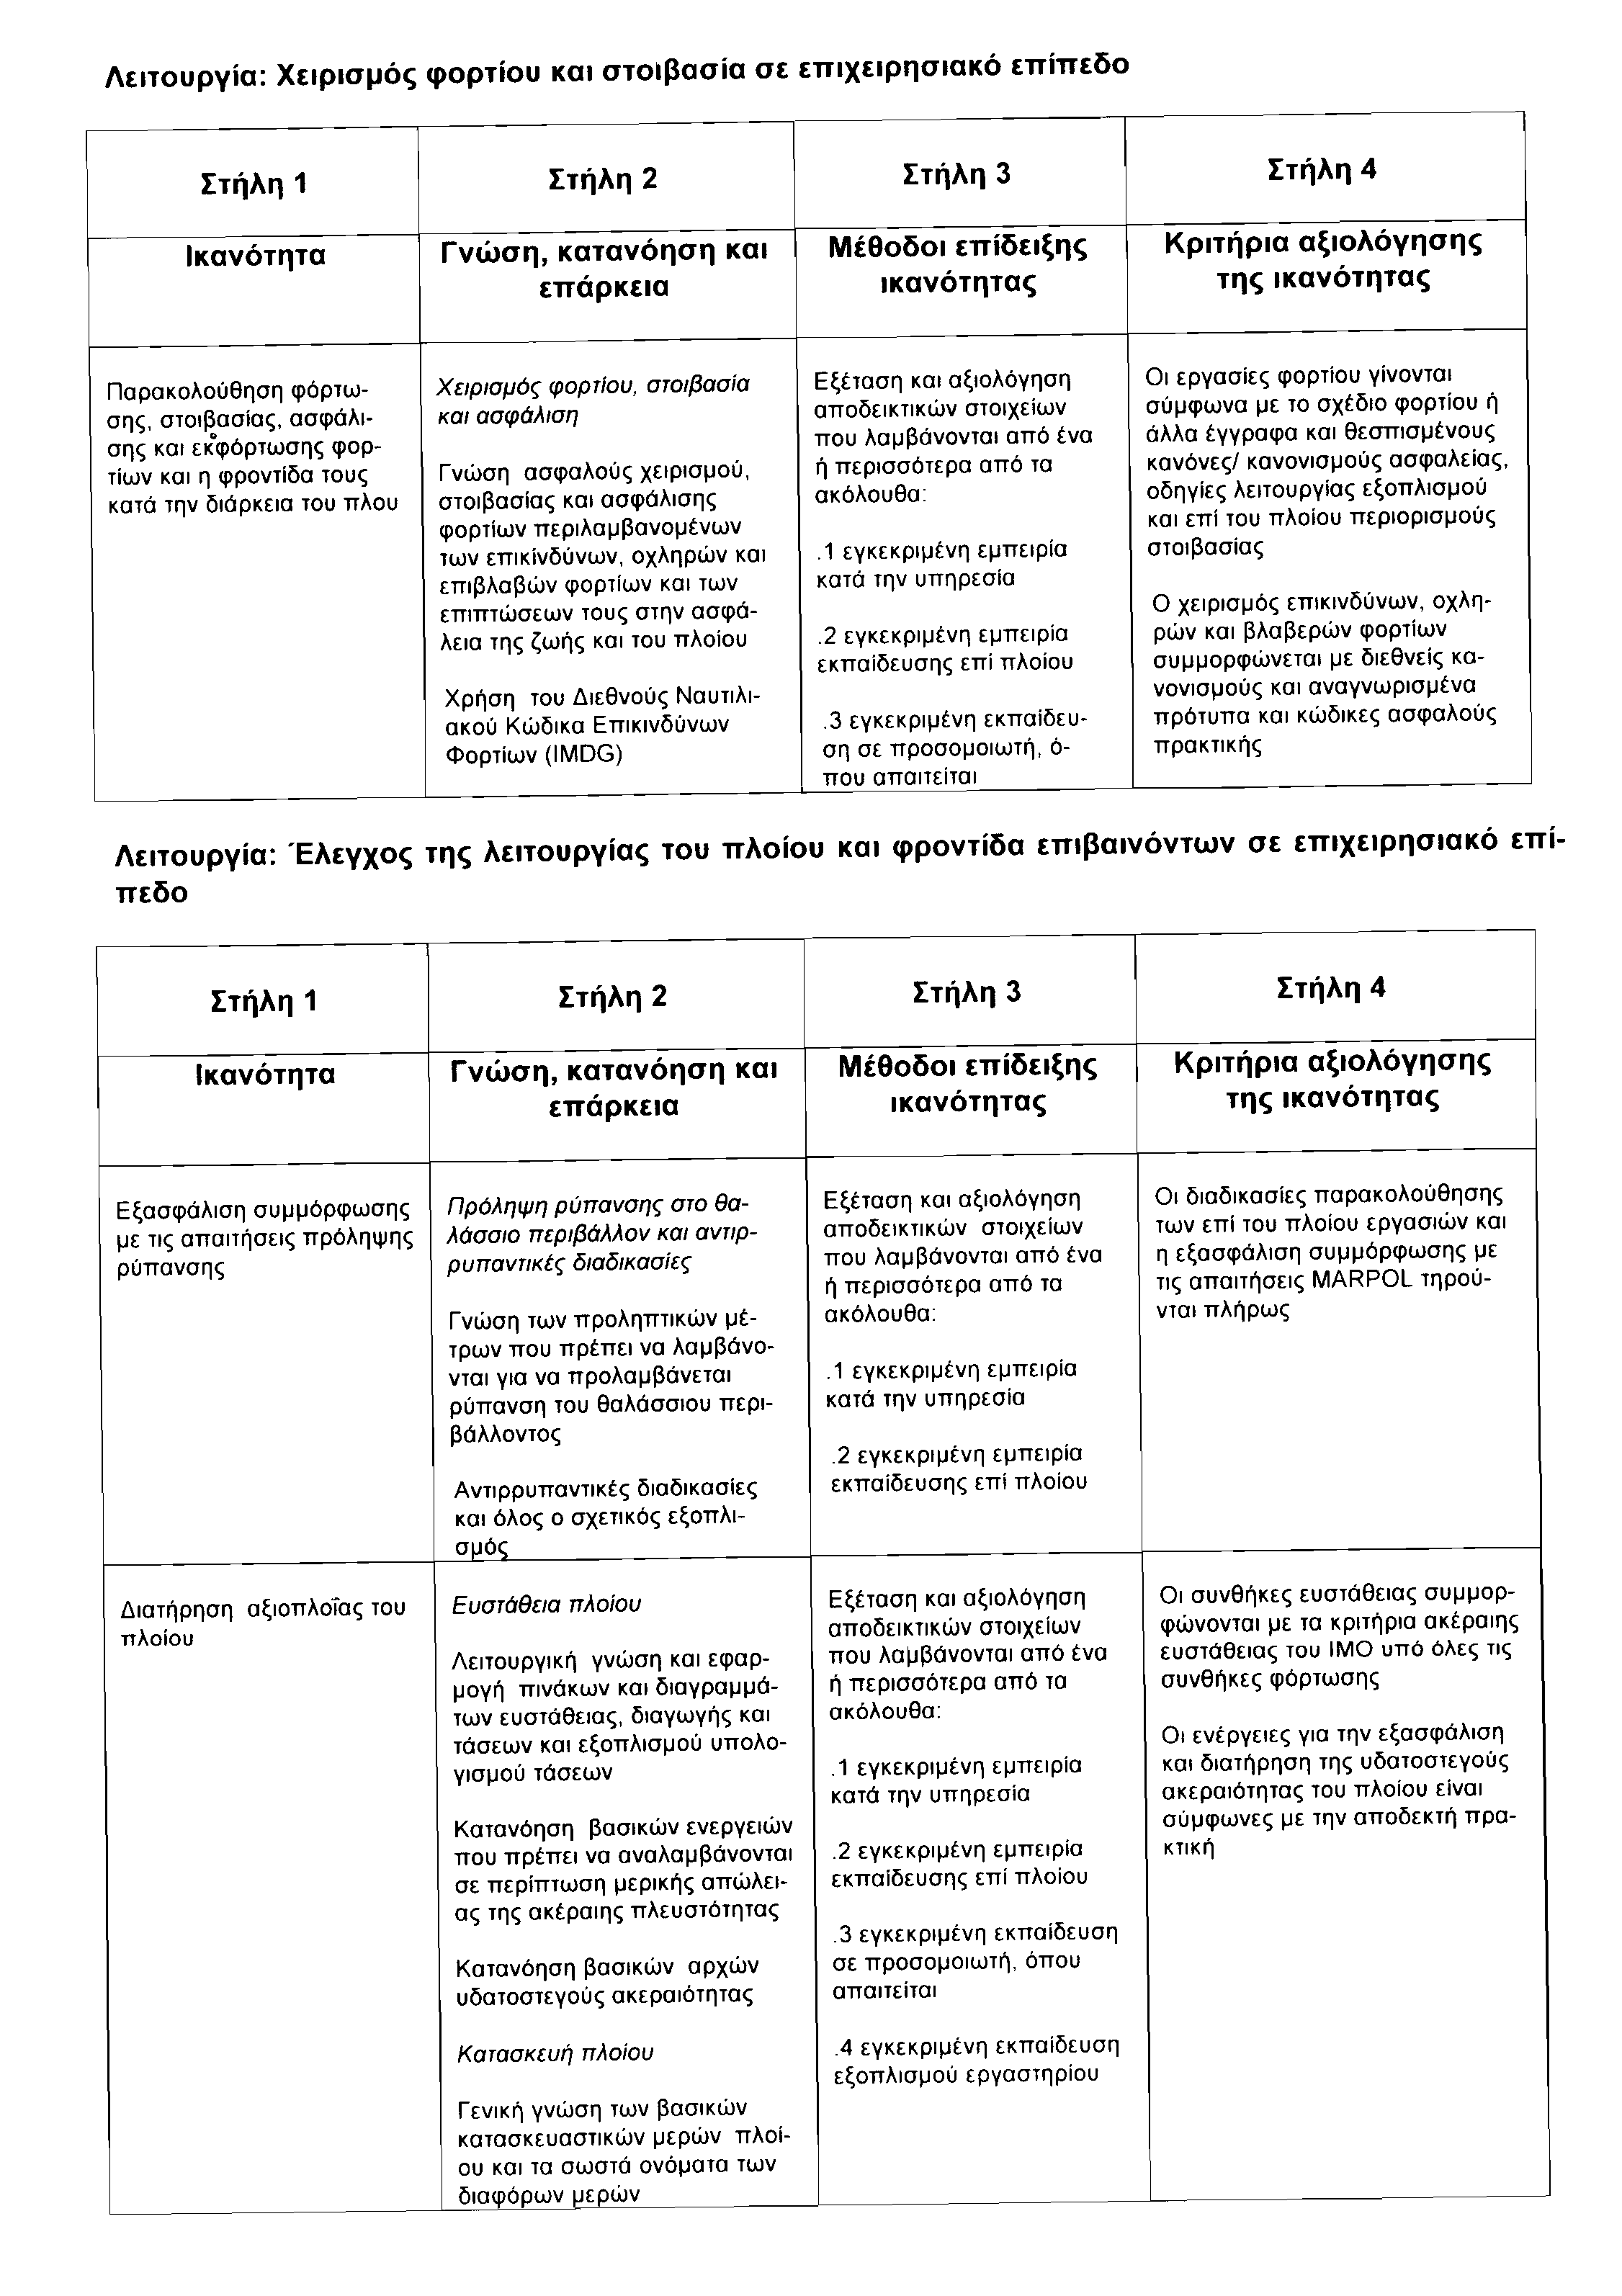 Λειτουργία: Χειρισμός φορτίου και στοιβασία σε επιχειρησιακό επίπεδο
Στήλη 1
Στήλη 2
Στήλη 3
Στήλη 4
Ικανότητα
Γνώση, κατανόηση και
επάρκεια
Μέθοδοι επίδειξης
ικανότητας
Κριτήρια αξιολόγησης
της ικανότητας
Παρακολούθηση φόρτω-
σης, στοιβασίας, ασφάλι-
σης και εκφόρτωσης φορ-
τίων και η φροντίδα τους
κατά την διάρκεια του πλου
Χειρισμός φορτίου, στοιβασία
και ασφάλιση
Γνώση ασφαλούς χειρισμού,
στοιβασίας και ασφάλισης
φορτίων περιλαμβανομένων
των επικίνδύνων, οχληρών και
επιβλαβών φορτίων και των
επιπτώσεων τους στην ασφά-
λεια της ζωής και του πλοίου
Χρήση του Διεθνούς Ναυτιλι-
ακού Κώδικα Επικινδύνων
Φορτίων (IMDG)
Εξέταση και αξιολόγηση
αποδεικτικών στοιχείων
που λαμβάνονται από ένα
ή περισσότερα από τα
ακόλουθα:
.1 εγκεκριμένη εμπειρία
κατά την υπηρεσία
.2 εγκεκριμένη εμπειρία
εκπαίδευσης επί πλοίου
.3 εγκεκριμένη εκπαίδευ-
ση σε προσομοιωτή, ό-
που απαιτείται
Οι εργασίες φορτίου γίνονται
σύμφωνα με το σχέδιο φορτίου ή
άλλα έγγραφα και θεσπισμένους
κανόνες/ κανονισμούς ασφαλείας,
οδηγίες λειτουργίας εξοπλισμού
και επί του πλοίου περιορισμούς
στοιβασίας
Ο χειρισμός επικινδύνων, οχλη-
ρών και βλαβερών φορτίων
συμμορφώνεται με διεθνείς κα-
νονισμούς και αναγνωρισμένα
πρότυπα και κώδικες ασφαλούς
πρακτικής
Λειτουργία: Έλεγχος της λειτουργίας του πλοίου και φροντίδα επιβαινόντων σε επιχειρησιακό επί-
πεδο
Στήλη 1
Στήλη 2
Στήλη 3
Στήλη 4
Ικανότητα
Γνώση, κατανόηση και
επάρκεια
Μέθοδοι επίδειξης
ικανότητας
Κριτήρια αξιολόγησης
της ικανότητας
Εξασφάλιση συμμόρφωσης
με τις απαιτήσεις πρόληψης
ρύπανσης
Πρόληψη ρύπανσης στο θα-
λάσσιο περιβάλλον και αντιρ-
ρυπαντικές διαδικασίες
Γνώση των προληπτικών μέ-
τρων που πρέπει να λαμβάνο-
νται για να προλαμβάνεται
ρύπανση του θαλάσσιου περι-
βάλλοντος
Αντιρρυπαντικές διαδικασίες
και όλος ο σχετικός εξοπλι-
σμός
Εξέταση και αξιολόγηση
αποδεικτικών στοιχείων
που λαμβάνονται από ένα
ή περισσότερα από τα
ακόλουθα:
.1 εγκεκριμένη εμπειρία
κατά την υπηρεσία
.2 εγκεκριμένη εμπειρία
εκπαίδευσης επί πλοίου
Οι διαδικασίες παρακολούθησης
των επί του πλοίου εργασιών και
η εξασφάλιση συμμόρφωσης με
τις απαιτήσεις MARPOL τηρού-
νται πλήρως
Διατήρηση αξιοπλοΐας του
πλοίου
Ευστάθεια πλοίου
Λειτουργική γνώση και εφαρ-
μογή πινάκων και διαγραμμά-
των ευστάθειας, διαγωγής και
τάσεων και εξοπλισμού υπολο-
γισμού τάσεων
Κατανόηση βασικών ενεργειών
που πρέπει να αναλαμβάνονται
σε περίπτωση μερικής απώλει-
ας της ακέραιης πλευστότητας
Κατανόηση βασικών αρχών
υδατοστεγούς ακεραιότητας
Κατασκευή πλοίου
Γενική γνώση των βασικών
κατασκευαστικών μερών πλοί-
ου και τα σωστά ονόματα των
διαφόρων μερών
Εξέταση και αξιολόγηση
αποδεικτικών στοιχείων
που λαμβάνονται από ένα
ή περισσότερα από τα
ακόλουθα:
.1 εγκεκριμένη εμπειρία
κατά την υπηρεσία
.2 εγκεκριμένη εμπειρία
εκπαίδευσης επί πλοίου
.3 εγκεκριμένη εκπαίδευση
σε προσομοιωτή, όπου
απαιτείται
.4 εγκεκριμένη εκπαίδευση
εξοπλισμού εργαστηρίου
Οι συνθήκες ευστάθειας συμμορ-
φώνονται με τα κριτήρια ακέραιης
ευστάθειας του IMO υπό όλες τις
συνθήκες φόρτωσης
Οι ενέργειες για την εξασφάλιση
και διατήρηση της υδατοστεγούς
ακεραιότητας του πλοίου είναι
σύμφωνες με την αποδεκτή πρα-
κτική